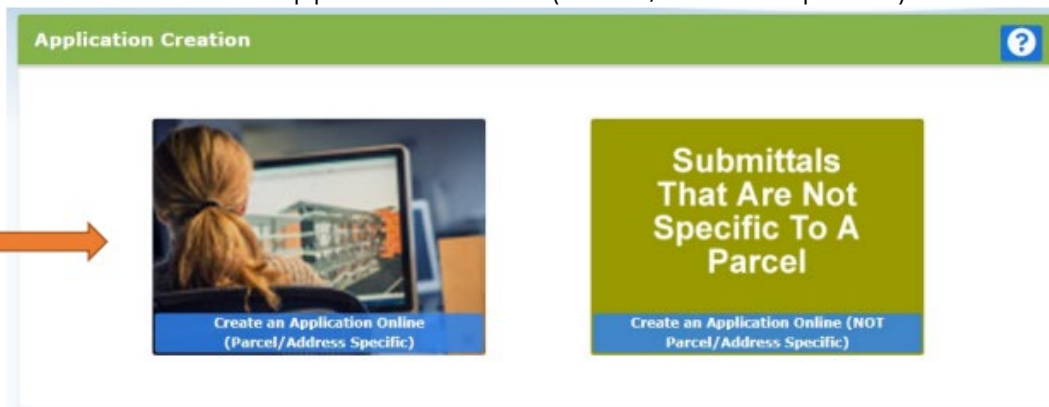 Application Creation
Submittals
That Are Not
Specific To A
Parcel
Create an Application Online
(Parcel/Address Specific)
Create an Application Online (NOT
Parcel/Address Specific)